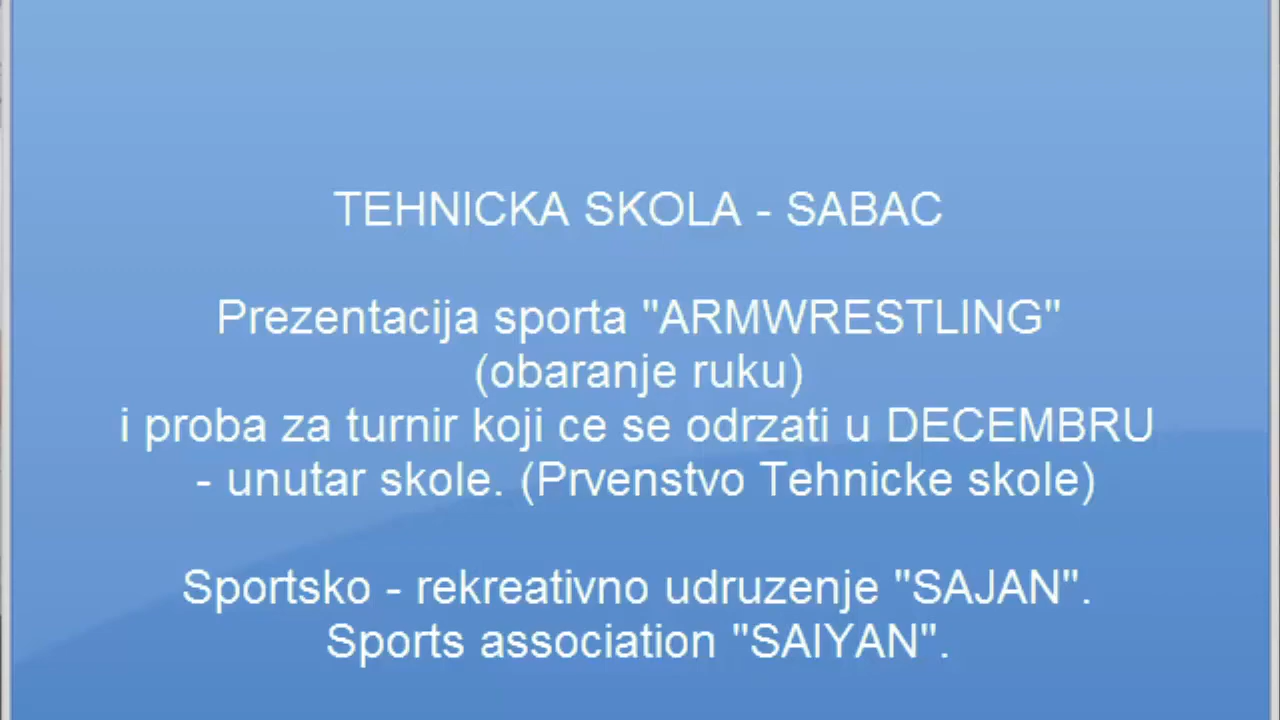 TEHNICKA SKOLA - SABAC
Prezentacija sporta "ARMWRESTLING"
(obaranje ruku)
i proba za turnir koji ce se odrzati u DECEMBRU
- unutar skole. (Prvenstvo Tehnicke skole)
Sportsko - rekreativno udruzenje "SAJAN".
Sports association "SAIYAN".